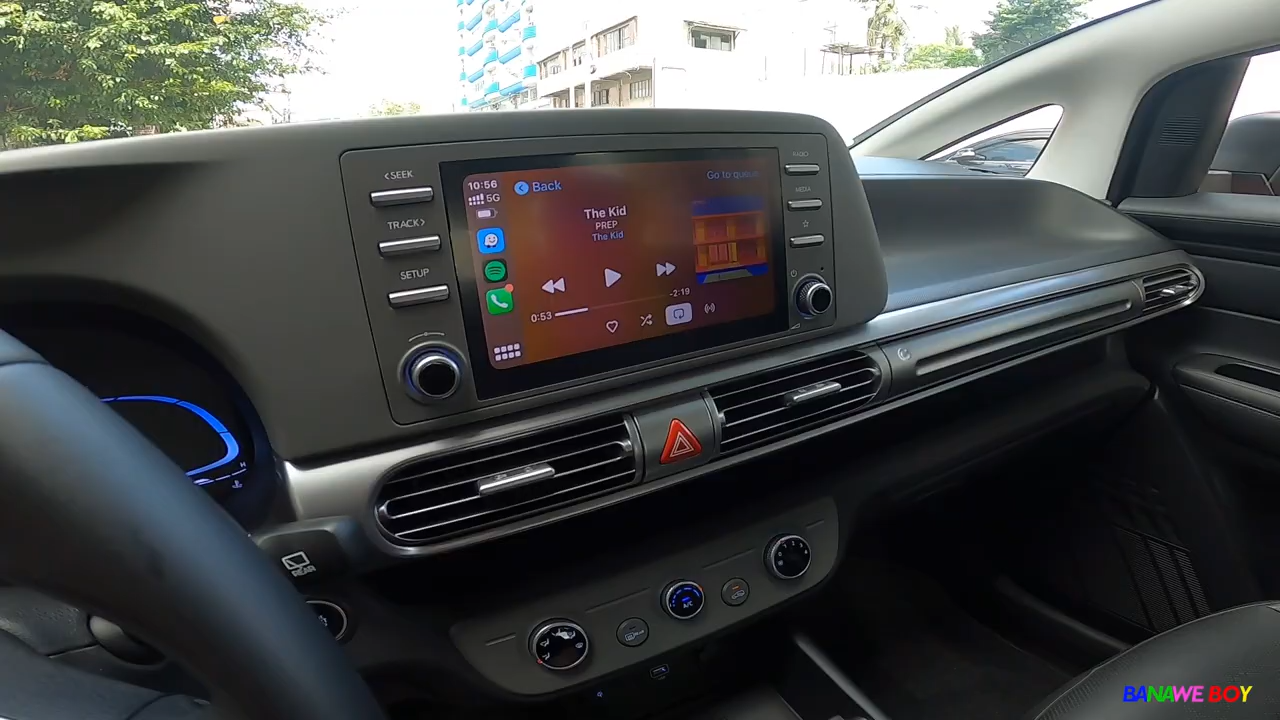 < SEEK
TRACK >
SETUP
10:56
5G
Back
Go to queue
The Kid
PREP
The Kid
0:53
-2:19
RADIO
MEDIA
REAR
H
A/C
BANAWE BOY